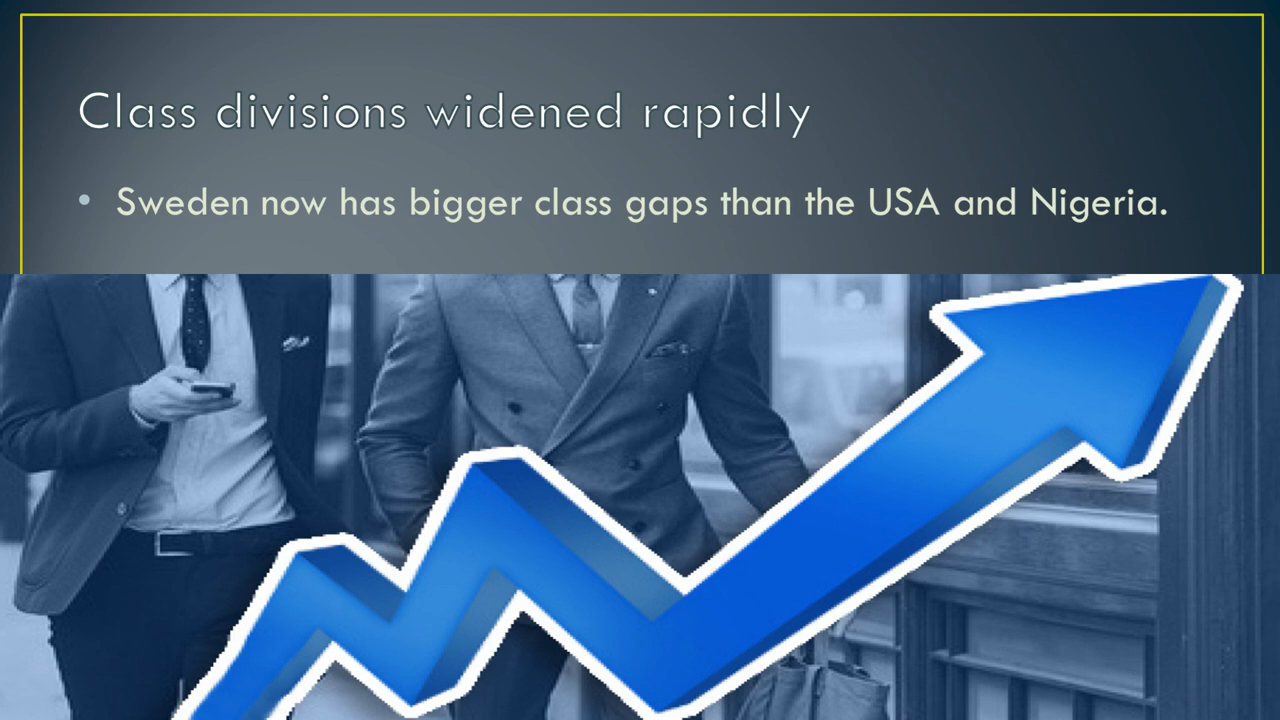 Class divisions widened rapidly
• Sweden now has bigger class gaps than the USA and Nigeria.